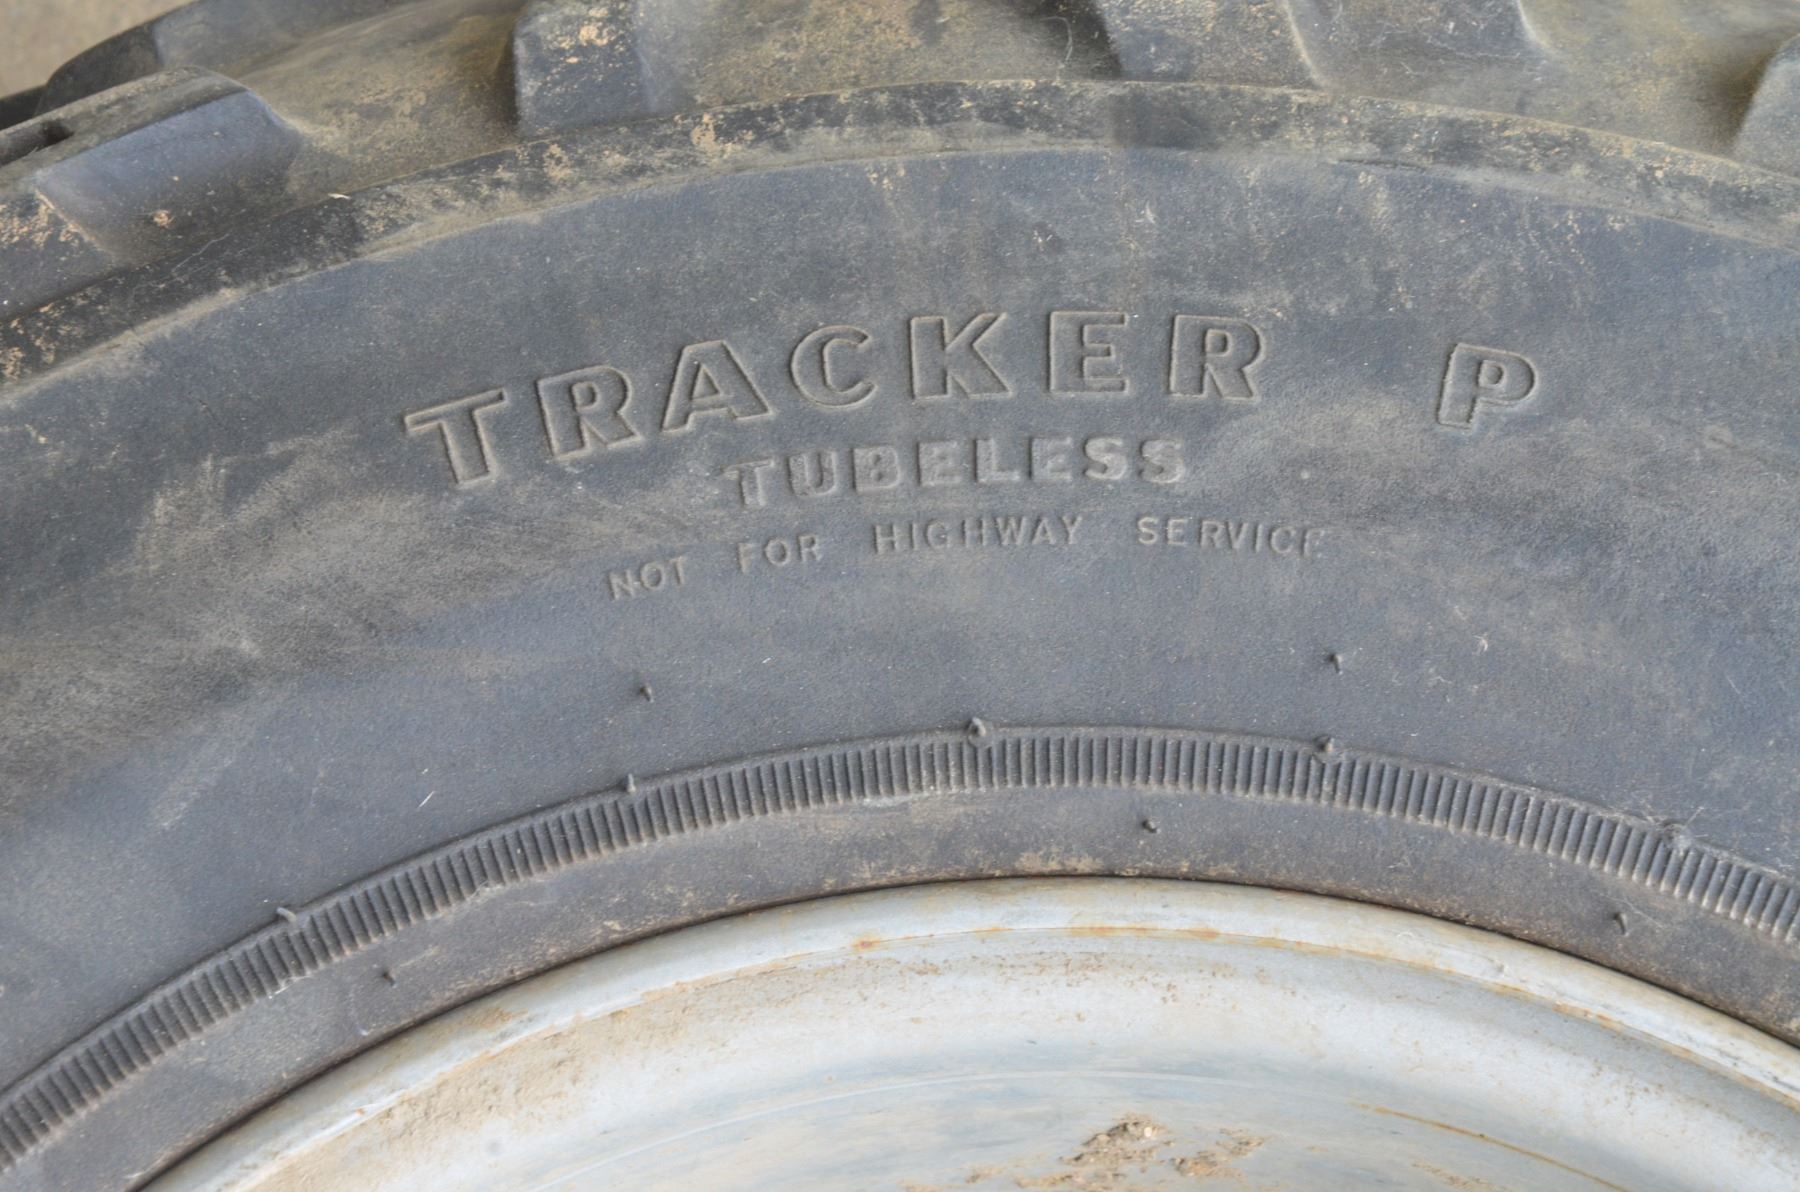 TRACKER P
TUBELESS
NOT FOR HIGHWAY SERVICE